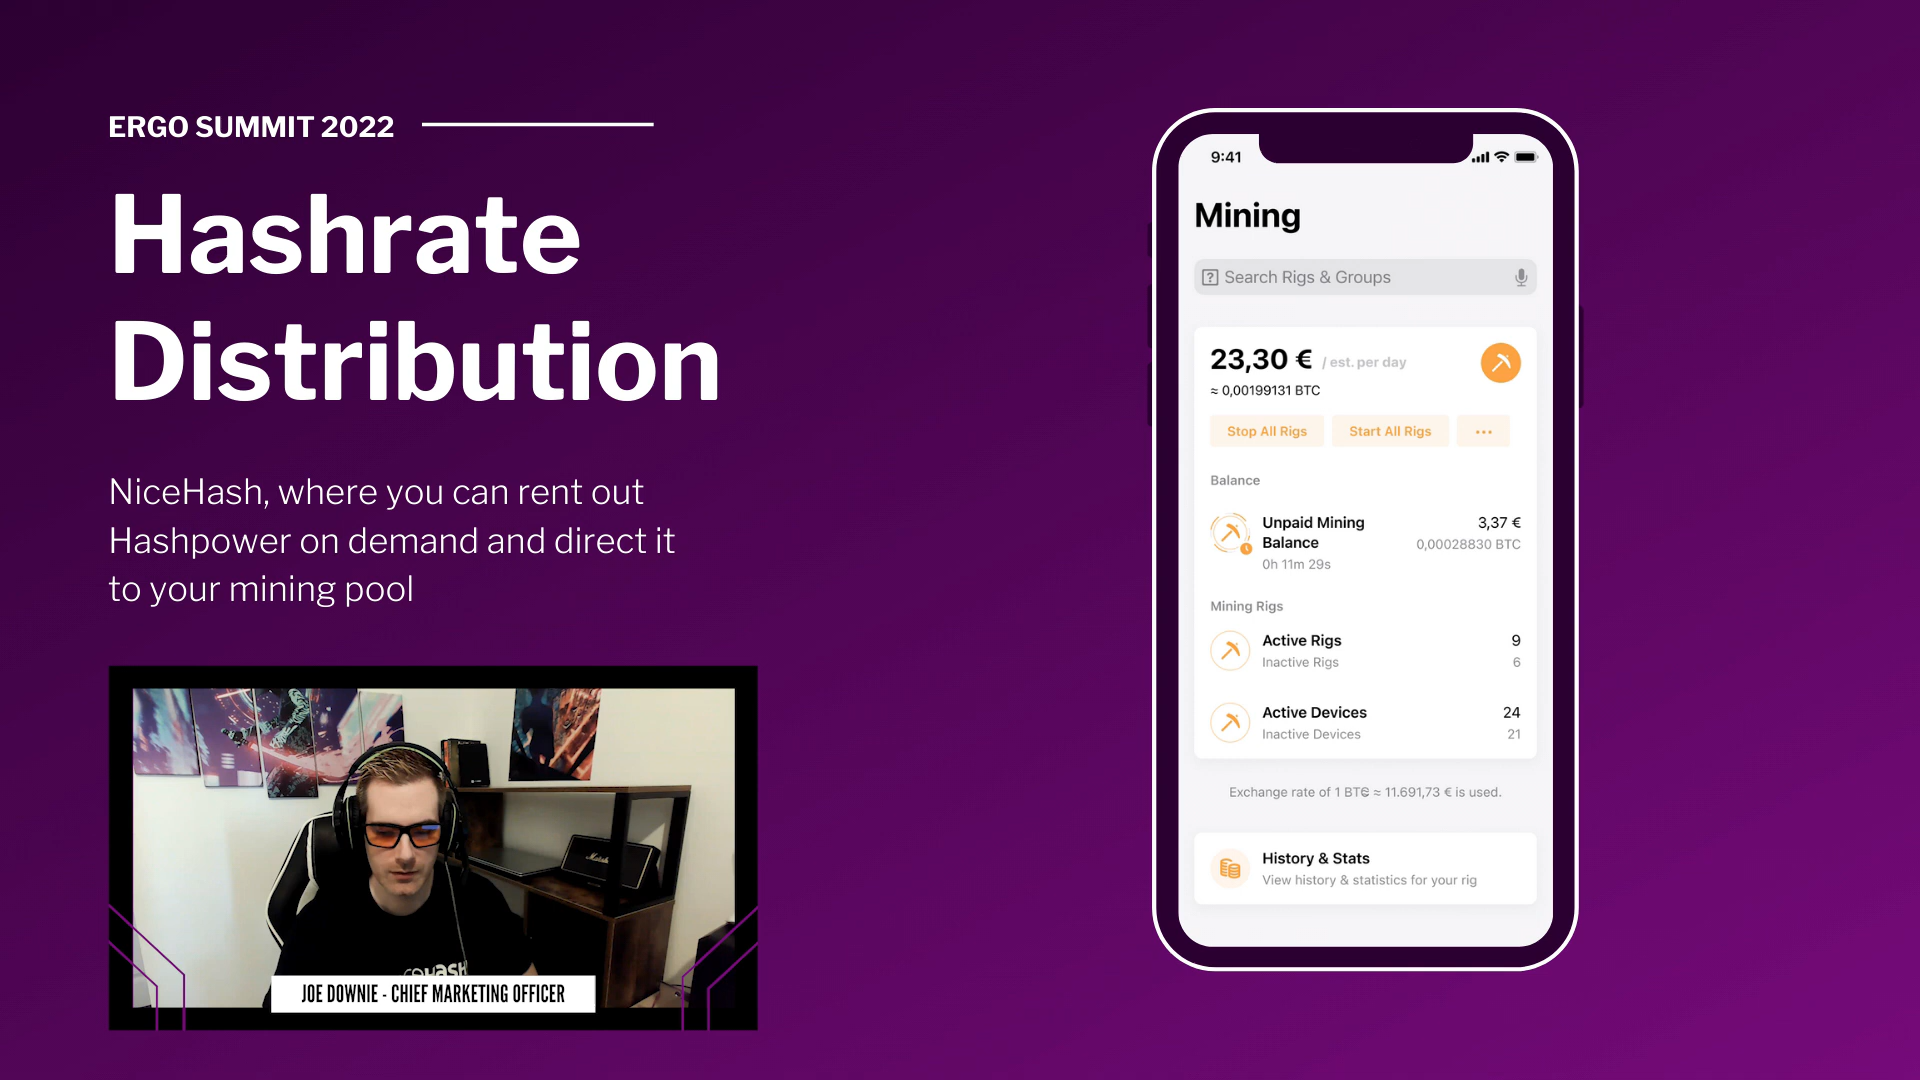 ERGO SUMMIT 2022
Hashrate
Distribution
NiceHash, where you can rent out
Hashpower on demand and direct it
to your mining pool
JOE DOWNIE - CHIEF MARKETING OFFICER
9:41
Mining
Search Rigs & Groups
23,30 € / est. per day
≈ 0,00199131 BTC
Stop All Rigs Start All Rigs ...
Balance
Unpaid Mining 3,37 €
Balance 0,00028830 BTC
0h 11m 29s
Mining Rigs
Active Rigs 9
Inactive Rigs 6
Active Devices 24
Inactive Devices 21
Exchange rate of 1 BTC ≈ 11.691,73 € is used.
History & Stats
View history & statistics for your rig